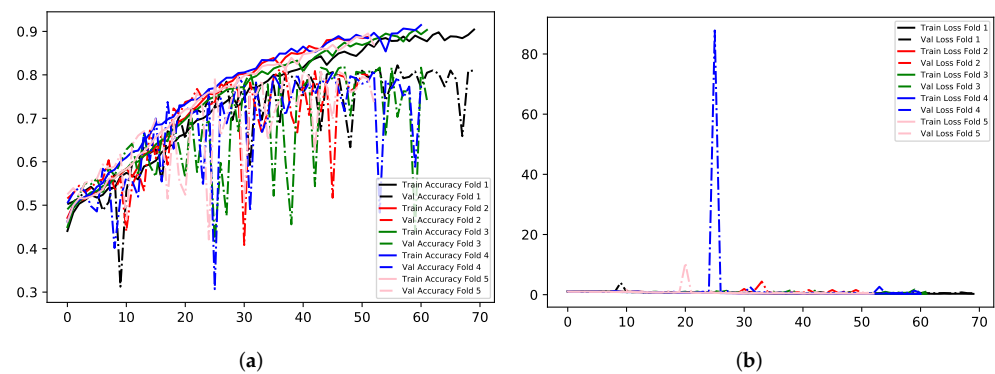 0.9
0.8
0.7
0.6
0.5
0.4
0.3
0
10
20
30
40
50
60
70
Train Accuracy Fold 1
Val Accuracy Fold 1
Train Accuracy Fold 2
Val Accuracy Fold 2
Train Accuracy Fold 3
Val Accuracy Fold 3
Train Accuracy Fold 4
Val Accuracy Fold 4
Train Accuracy Fold 5
Val Accuracy Fold 5
(a)
80
60
40
20
0
0
10
20
30
40
50
60
70
Train Loss Fold 1
Val Loss Fold 1
Train Loss Fold 2
Val Loss Fold 2
Train Loss Fold 3
Val Loss Fold 3
Train Loss Fold 4
Val Loss Fold 4
Train Loss Fold 5
Val Loss Fold 5
(b)